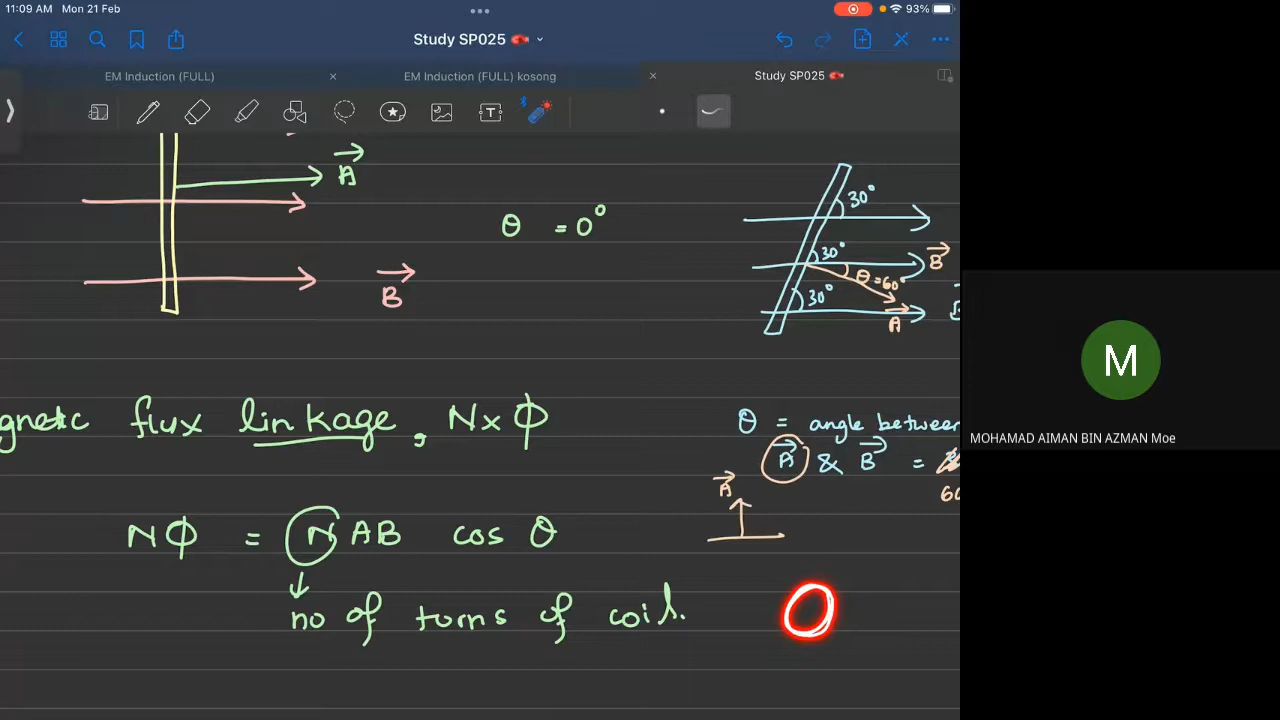 11:09 AM Mon 21 Feb
93%
Study SP025
EM Induction (FULL)
EM Induction (FULL) kosong
Study SP025
T
A
θ = 0°
B
30°
30°
B
θ = 60°
30°
A
gnetic flux linkage, N x Φ
θ = angle between
A & B =
60
A
NΦ = NAB cos θ
no of turns of coil.
M
MOHAMAD AIMAN BIN AZMAN Moe